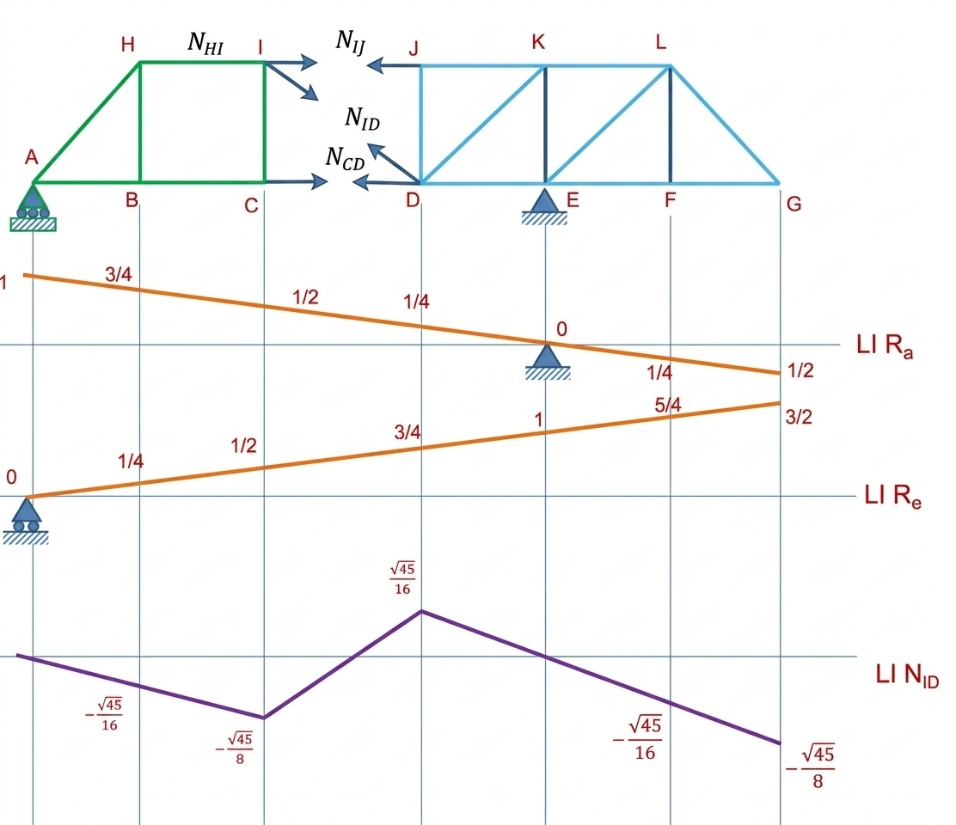 H
N_HI
I
N_IJ
J
K
L
N_ID
A
N_CD
B
C
D
E
F
G
1
3/4
1/2
1/4
0
LI R_a
1/4
1/2
0
1/4
1/2
3/4
1
5/4
3/2
LI R_e
√45/16
LI N_ID
-√45/16
-√45/8
-√45/16
-√45/8